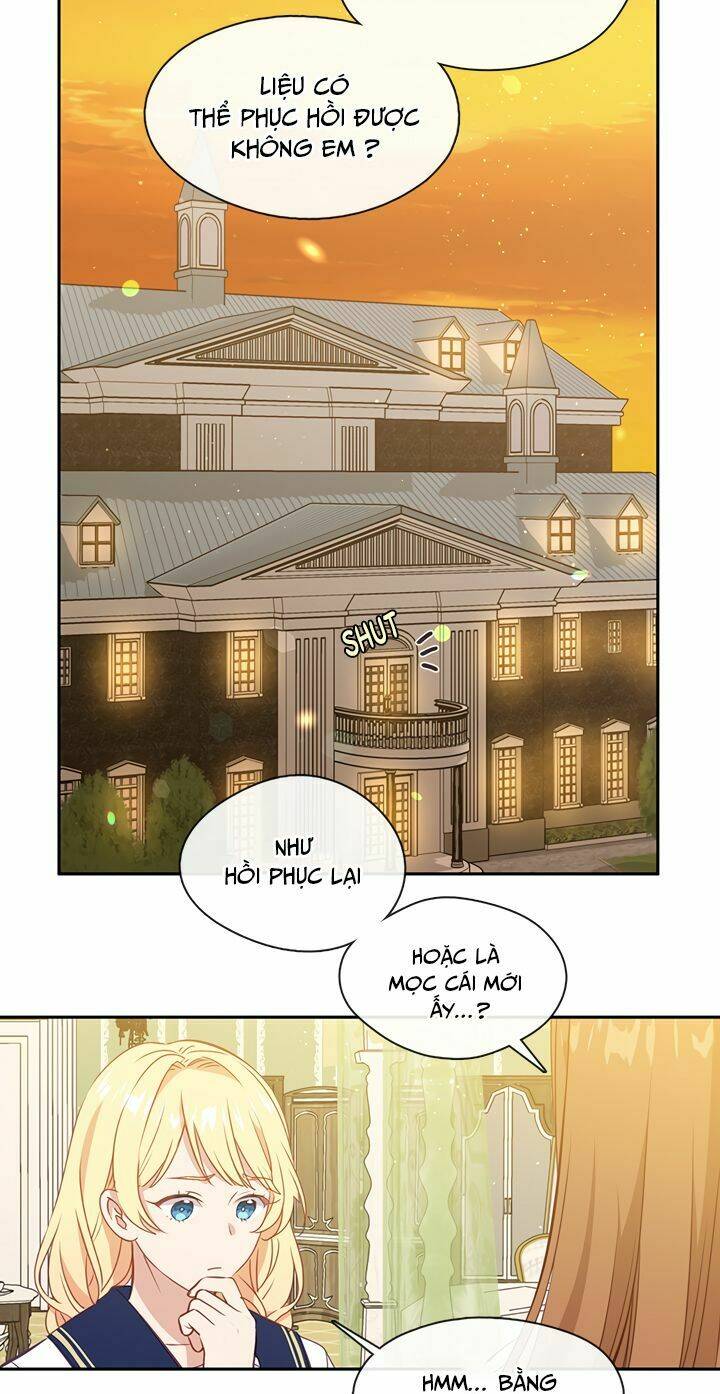 LIỆU CÓ
THỂ PHỤC HỒI ĐƯỢC
KHÔNG EM ?
SHUT
NHƯ
HỒI PHỤC LẠI
HOẶC LÀ
MỌC CÁI MỚI
ẤY... ?
HMM... BẰNG